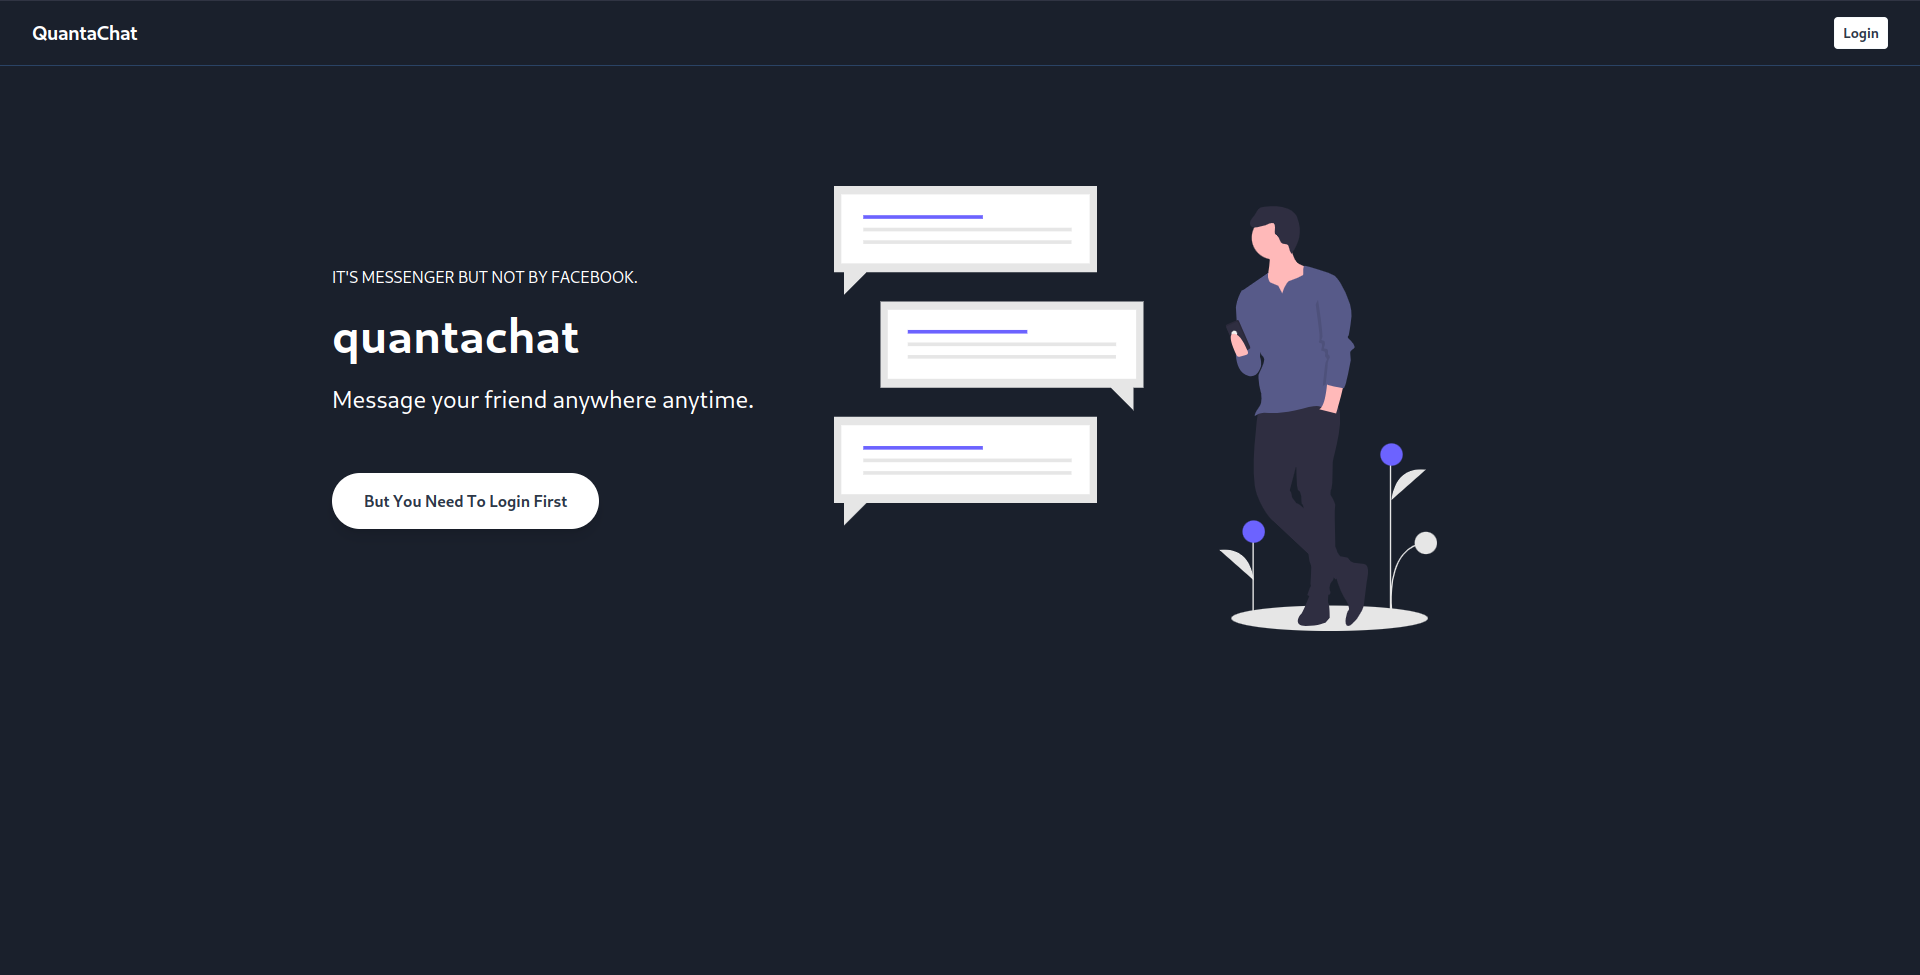 QuantaChat
Login
IT'S MESSENGER BUT NOT BY FACEBOOK.
quantachat
Message your friend anywhere anytime.
But You Need To Login First